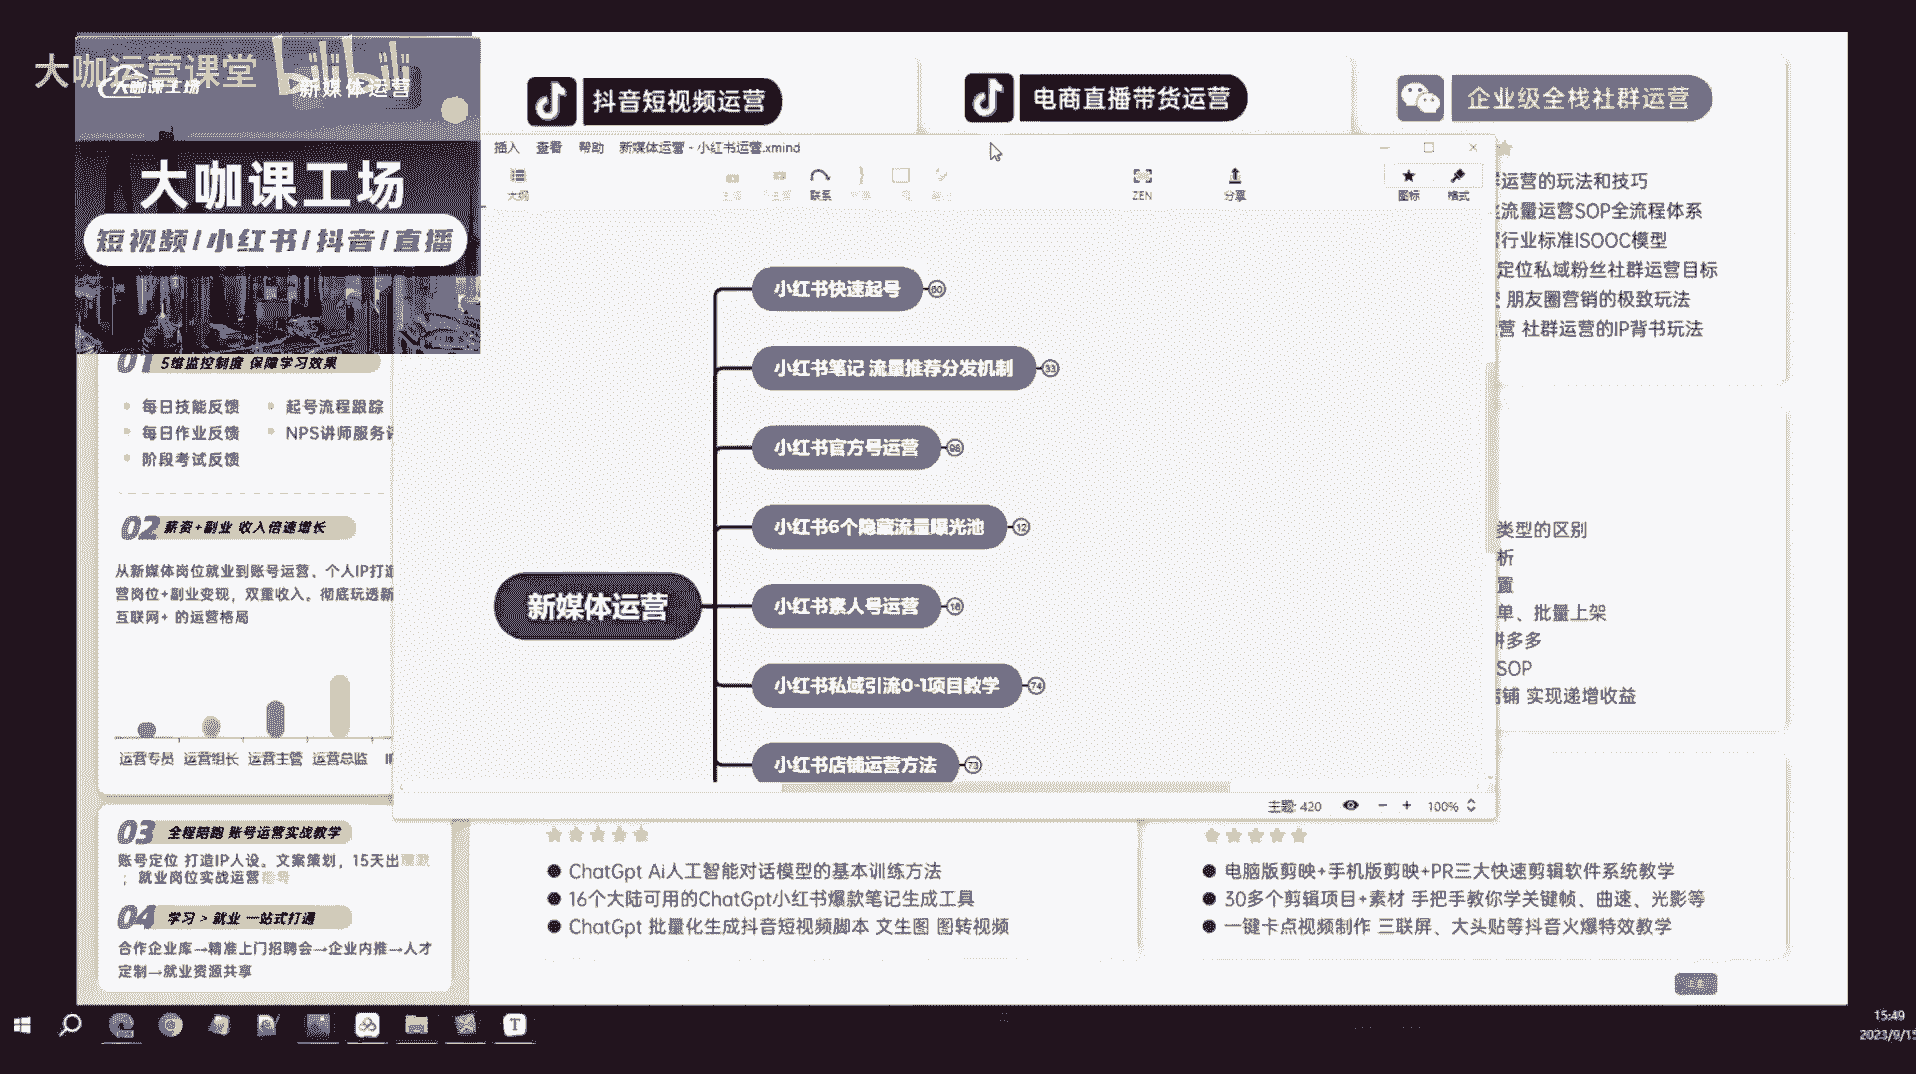 大咖运营课堂 bilibili
大咖课工场 新媒体运营
大咖课工场
短视频/小红书/抖音/直播
抖音短视频运营
电商直播带货运营
企业级全栈社群运营
插入 查看 帮助 新媒体运营 - 小红书运营.xmind
大纲 联系 ZEN 分享 图标 格式
小红书快速起号 60
小红书笔记 流量推荐分发机制 33
小红书官方号运营
小红书6个隐藏流量曝光池 12
新媒体运营
小红书素人号运营
小红书私域引流0-1项目教学 74
小红书店铺运营方法 73
主题: 420 100%
运营的玩法和技巧
流量运营SOP全流程体系
行业标准ISOOC模型
定位私域粉丝社群运营目标
朋友圈营销的极致玩法
营 社群运营的IP背书玩法
类型的区别
析
置
单、批量上架
拼多多
SOP
铺 实现递增收益
01 5维监控制度 保障学习效果
每日技能反馈 起号流程跟踪
每日作业反馈 NPS讲师服务
阶段考试反馈
02 薪资+副业 收入倍速增长
从新媒体岗位就业到账号运营、个人IP打造
营岗位+副业变现，双重收入。彻底玩透新
互联网+ 的运营格局
运营专员 运营组长 运营主管 运营总监
03 全程陪跑 账号运营实战教学
账号定位 打造IP人设。文案策划，15天出爆款
；就业岗位实战运营
04 学习 > 就业 一站式打通
合作企业库→精准上门招聘会→企业内推→人才
定制→就业资源共享
ChatGpt Ai人工智能对话模型的基本训练方法
16个大陆可用的ChatGpt小红书爆款笔记生成工具
ChatGpt 批量化生成抖音短视频脚本 文生图 图转视频
电脑版剪映+手机版剪映+PR三大快速剪辑软件系统教学
30多个剪辑项目+素材 手把手教你学关键帧、曲速、光影等
一键卡点视频制作 三联屏、大头贴等抖音火爆特效教学
15:49
2023/9/15